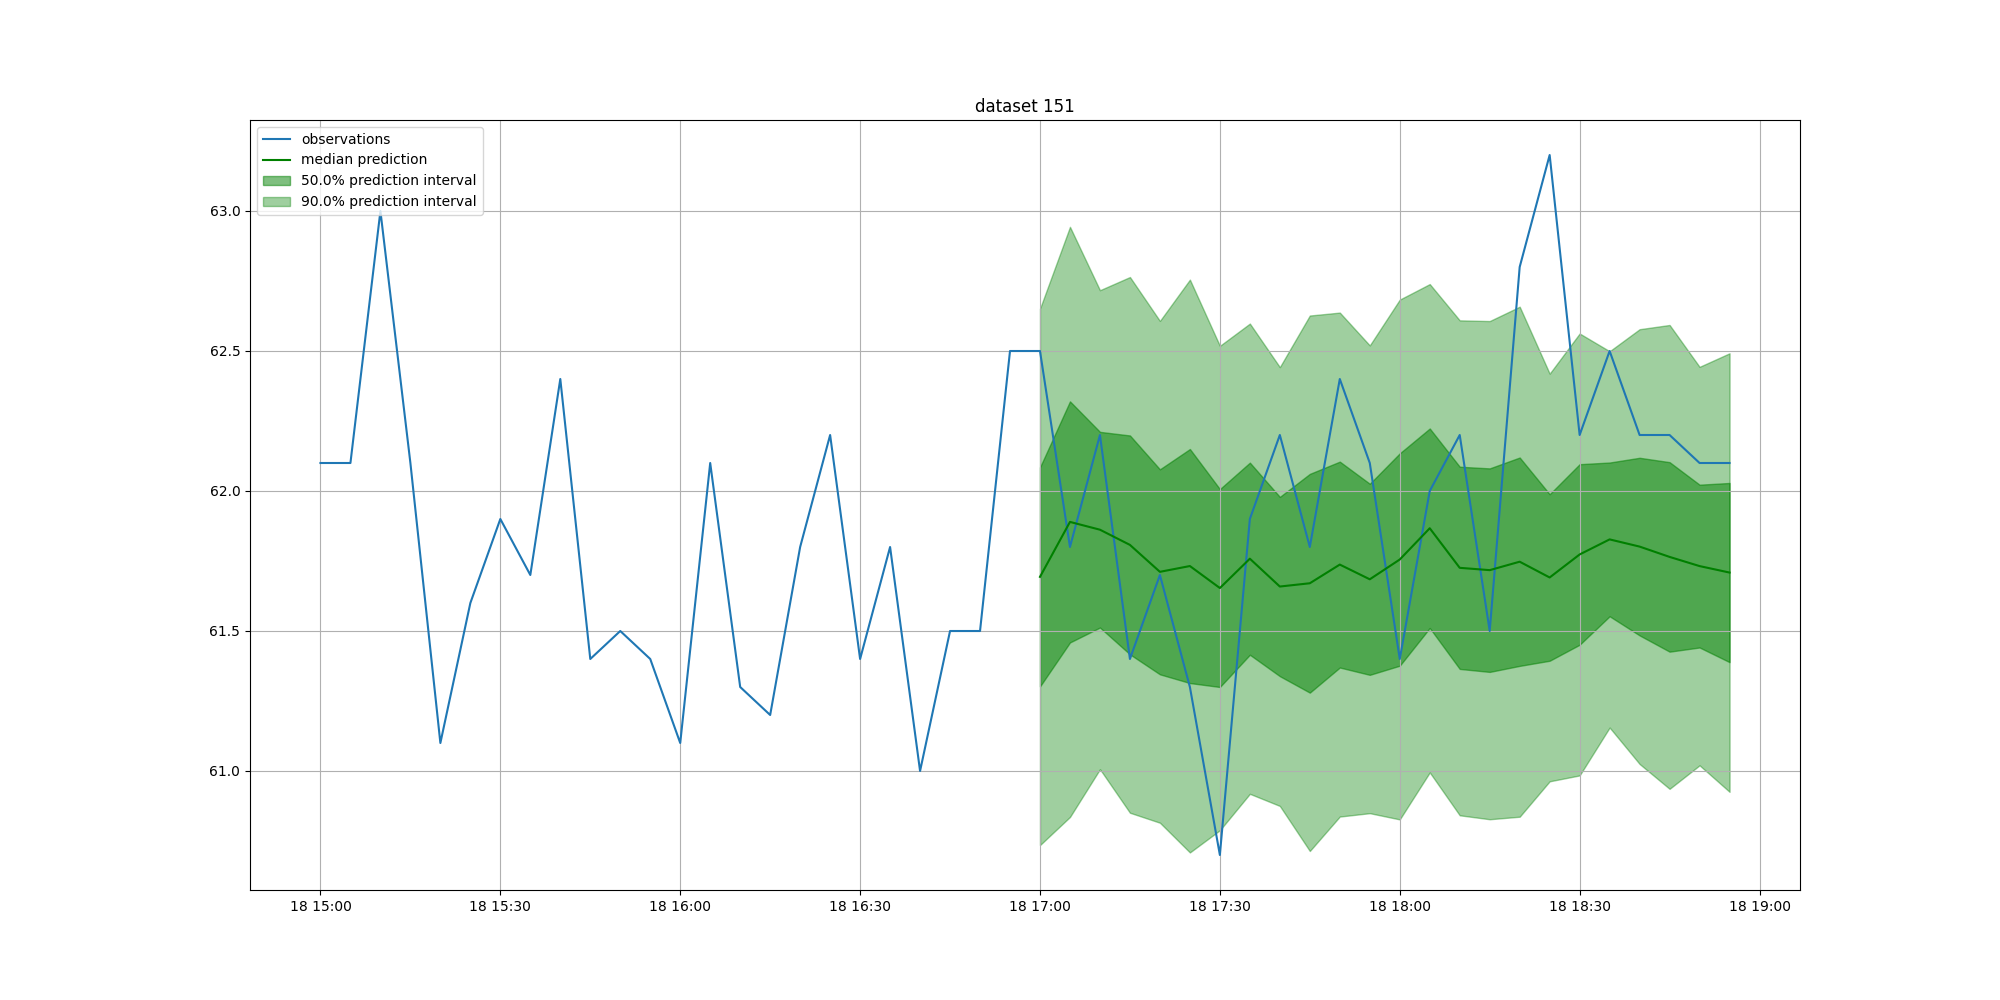 dataset 151
observations
median prediction
50.0% prediction interval
90.0% prediction interval
63.0
62.5
62.0
61.5
61.0
18 15:00 18 15:30 18 16:00 18 16:30 18 17:00 18 17:30 18 18:00 18 18:30 18 19:00